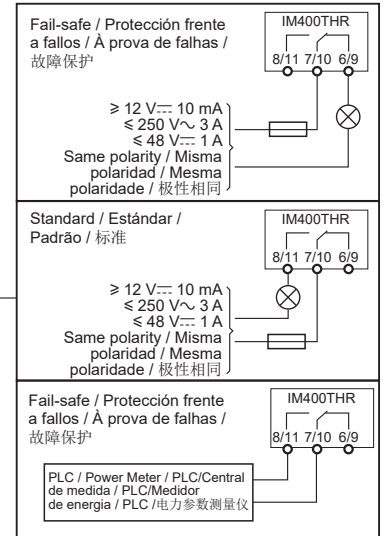 Fail-safe / Protección frente
a fallos / À prova de falhas /
故障保护
IM400THR
8/11 7/10 6/9
≥ 12 V⎓ 10 mA
≤ 250 V∿ 3 A
≤ 48 V⎓ 1 A
Same polarity / Misma
polaridad / Mesma
polaridade / 极性相同
Standard / Estándar /
Padrão / 标准
IM400THR
8/11 7/10 6/9
≥ 12 V⎓ 10 mA
≤ 250 V∿ 3 A
≤ 48 V⎓ 1 A
Same polarity / Misma
polaridad / Mesma
polaridade / 极性相同
Fail-safe / Protección frente
a fallos / À prova de falhas /
故障保护
IM400THR
8/11 7/10 6/9
PLC / Power Meter / PLC/Central
de medida / PLC/Medidor
de energia / PLC /电力参数测量仪